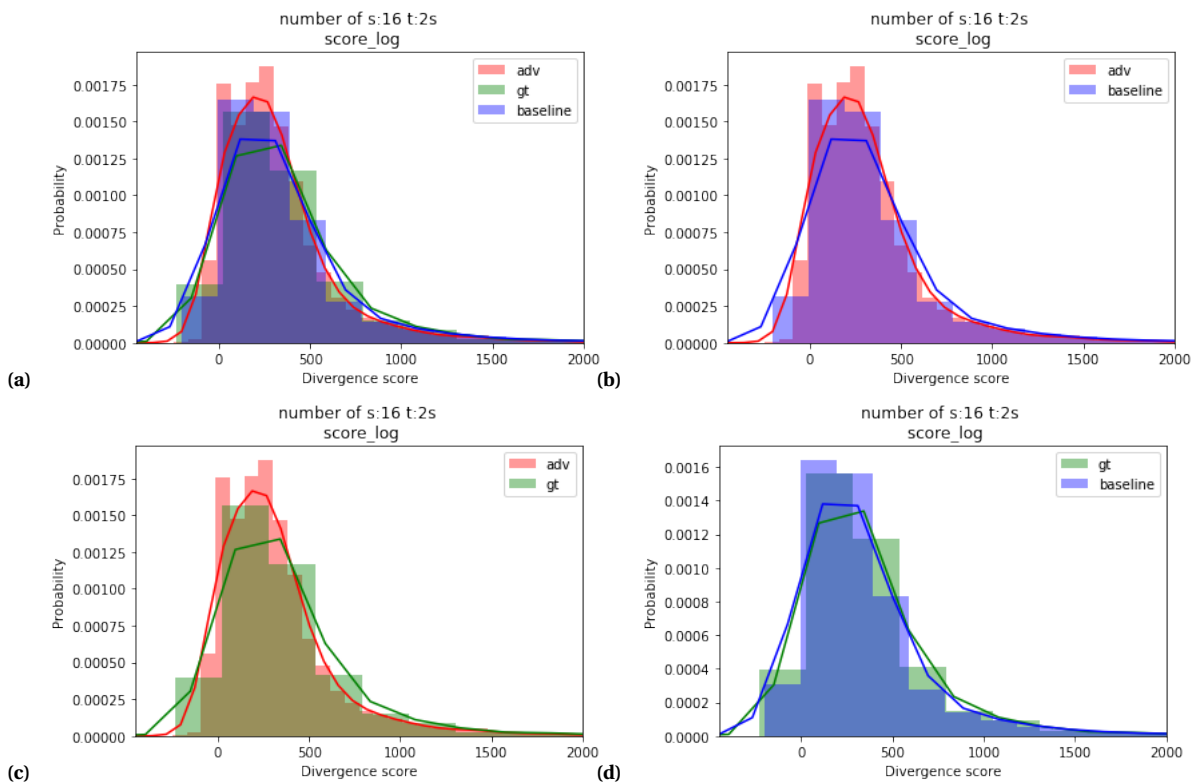 number of s:16 t:2s
score_log
adv
gt
baseline
Probability
0.00175
0.00150
0.00125
0.00100
0.00075
0.00050
0.00025
0.00000
0 500 1000 1500 2000
Divergence score
(a)
number of s:16 t:2s
score_log
adv
baseline
Probability
0.00175
0.00150
0.00125
0.00100
0.00075
0.00050
0.00025
0.00000
0 500 1000 1500 2000
Divergence score
(b)
number of s:16 t:2s
score_log
adv
gt
Probability
0.00175
0.00150
0.00125
0.00100
0.00075
0.00050
0.00025
0.00000
0 500 1000 1500 2000
Divergence score
(c)
number of s:16 t:2s
score_log
gt
baseline
Probability
0.0016
0.0014
0.0012
0.0010
0.0008
0.0006
0.0004
0.0002
0.0000
0 500 1000 1500 2000
Divergence score
(d)